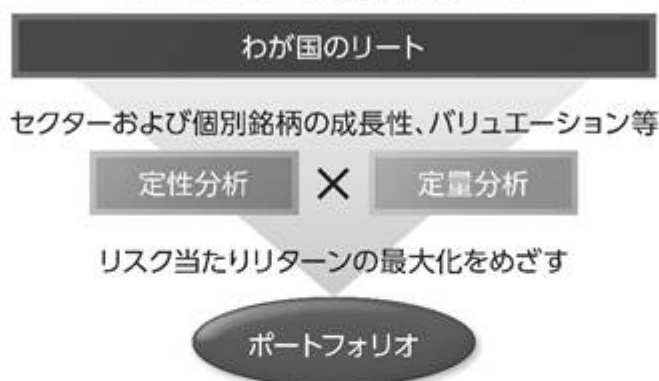 わが国のリート
セクターおよび個別銘柄の成長性、バリュエーション等
定性分析 × 定量分析
リスク当たりリターンの最大化をめざす
ポートフォリオ